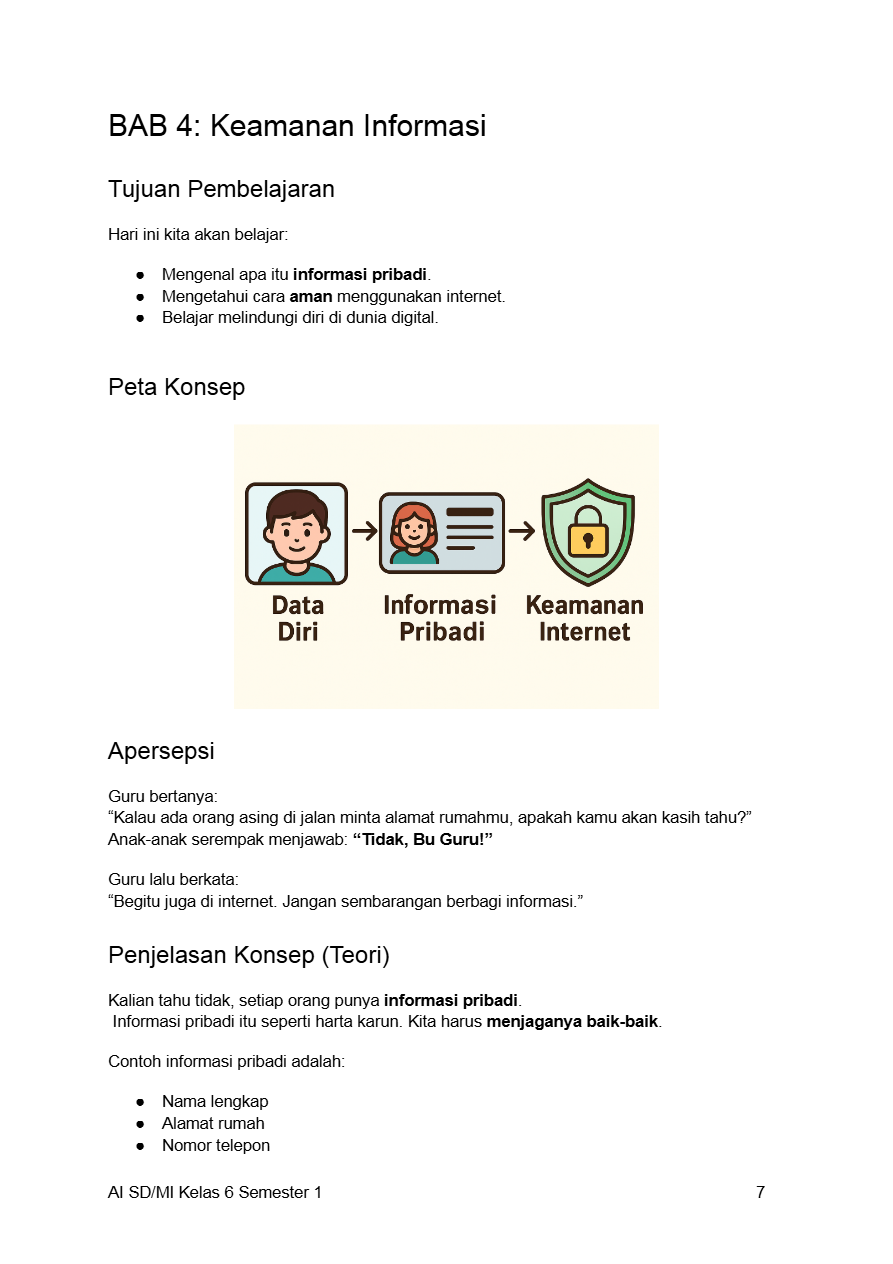 BAB 4: Keamanan Informasi
Tujuan Pembelajaran
Hari ini kita akan belajar:
● Mengenal apa itu informasi pribadi.
● Mengetahui cara aman menggunakan internet.
● Belajar melindungi diri di dunia digital.
Peta Konsep
Data
Diri
Informasi
Pribadi
Keamanan
Internet
Apersepsi
Guru bertanya:
“Kalau ada orang asing di jalan minta alamat rumahmu, apakah kamu akan kasih tahu?”
Anak-anak serempak menjawab: “Tidak, Bu Guru!”
Guru lalu berkata:
“Begitu juga di internet. Jangan sembarangan berbagi informasi.”
Penjelasan Konsep (Teori)
Kalian tahu tidak, setiap orang punya informasi pribadi.
Informasi pribadi itu seperti harta karun. Kita harus menjaganya baik-baik.
Contoh informasi pribadi adalah:
● Nama lengkap
● Alamat rumah
● Nomor telepon
AI SD/MI Kelas 6 Semester 1 7